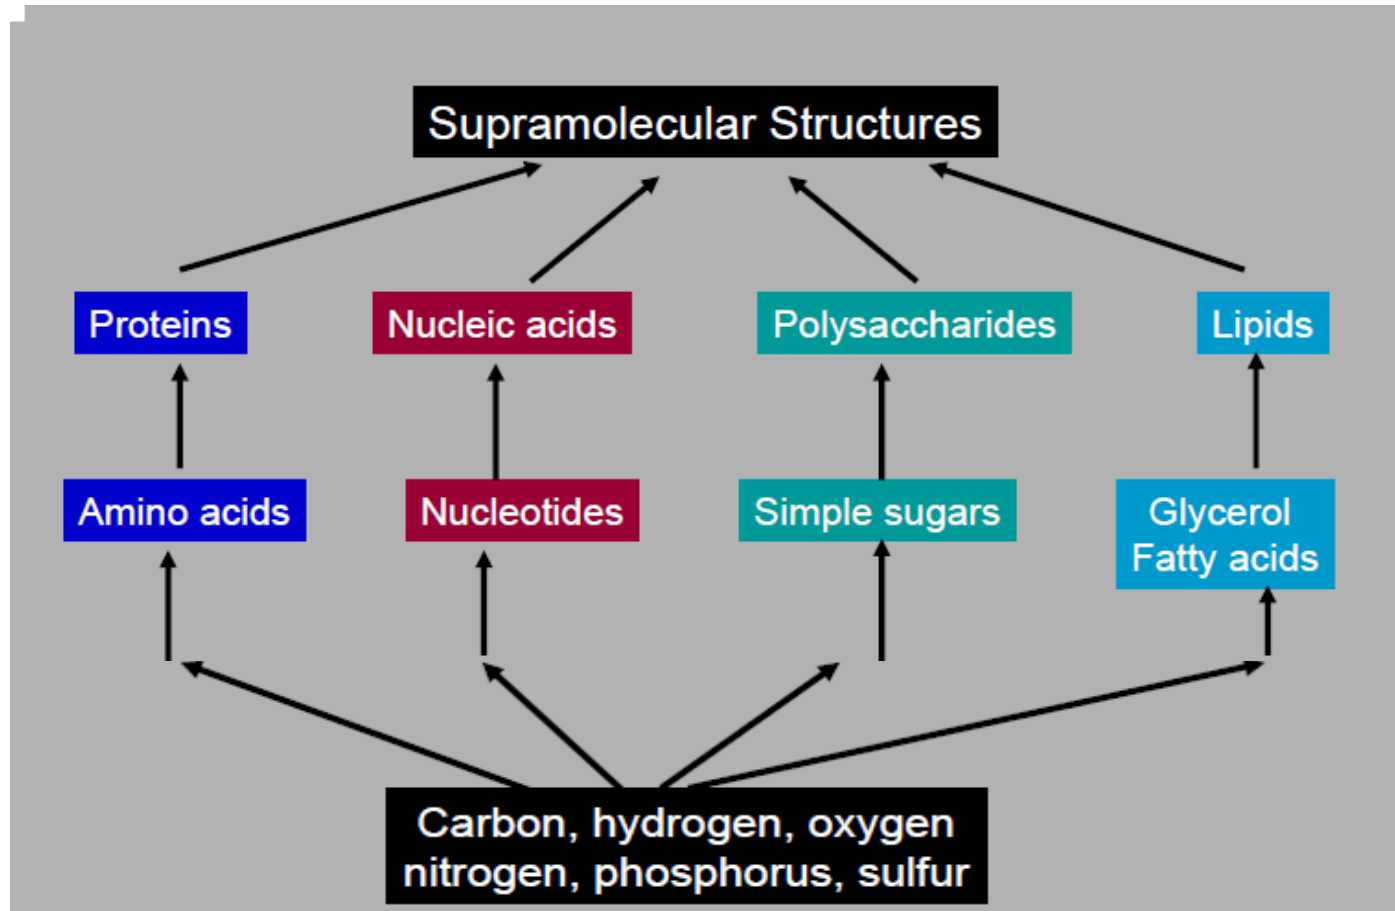 Supramolecular Structures
Proteins
Nucleic acids
Polysaccharides
Lipids
Amino acids
Nucleotides
Simple sugars
Glycerol
Fatty acids
Carbon, hydrogen, oxygen
nitrogen, phosphorus, sulfur